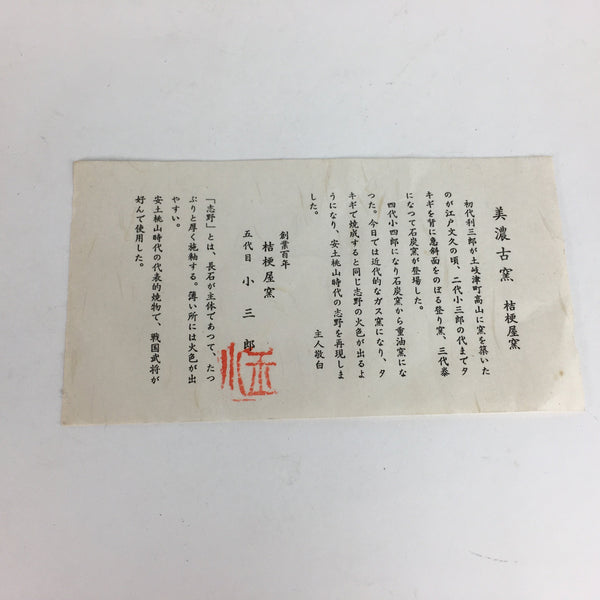 美濃古窯　桔梗屋窯
初代利三郎が土岐津町高山に窯を築いた
のが江戸文久の頃、二代小三郎の代までタ
キギを背に急斜面をのぼる登り窯、三代泰
になつて石炭窯が登場した。
四代小四郎になり石炭窯から重油窯にな
つた。今日では近代的なガス窯になり、タ
キギで焼成すると同じ志野の火色が出るよ
うになり、安土桃山時代の志野を再現しま
した。
主人敬白
創業百年
桔梗屋窯
五代目　小三郎
「志野」とは、長石が主体であつて、たつ
ぷりと厚く施釉する。薄い所には火色が出
やすい。
安土桃山時代の代表的焼物で、戦国武将が
好んで使用した。